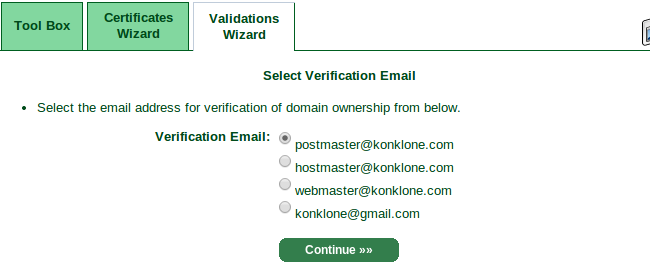 Tool Box
Certificates
Wizard
Validations
Wizard
Select Verification Email
• Select the email address for verification of domain ownership from below.
Verification Email:
postmaster@konklone.com
hostmaster@konklone.com
webmaster@konklone.com
konklone@gmail.com
Continue »»